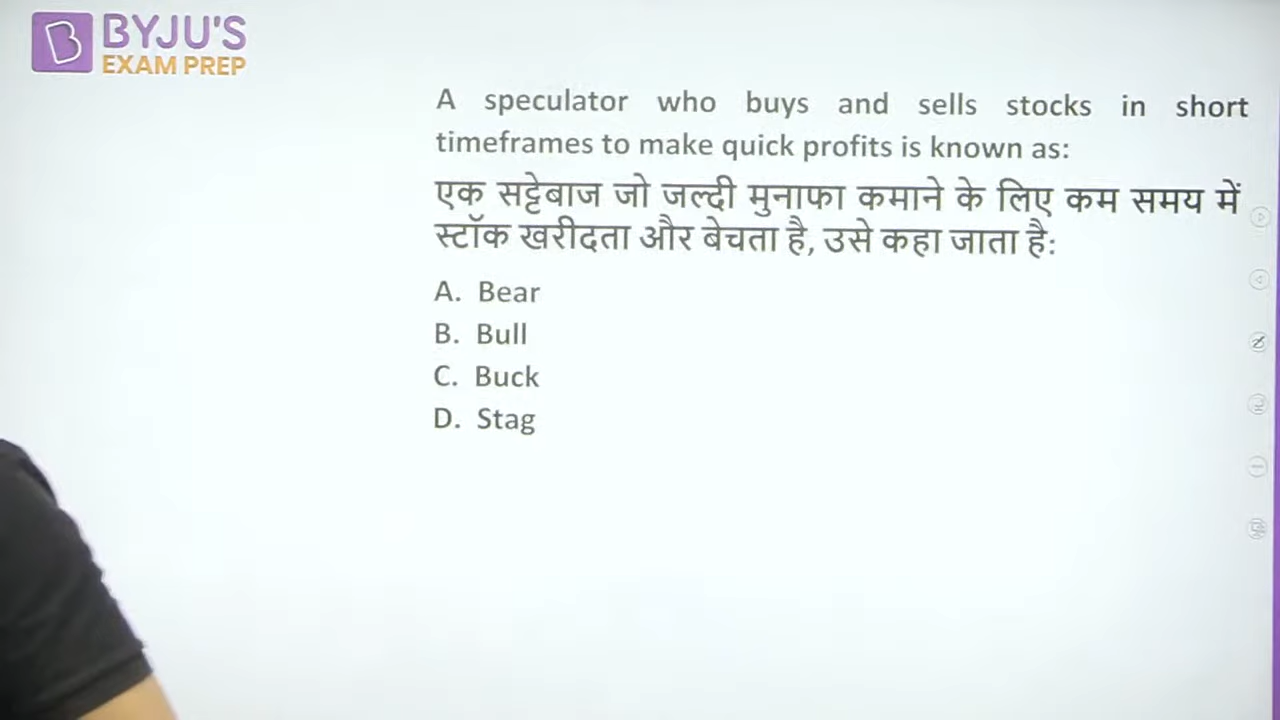 BYJU'S
EXAM PREP
A speculator who buys and sells stocks in short
timeframes to make quick profits is known as:
एक सट्टेबाज जो जल्दी मुनाफा कमाने के लिए कम समय में
स्टॉक खरीदता और बेचता है, उसे कहा जाता है:
A. Bear
B. Bull
C. Buck
D. Stag